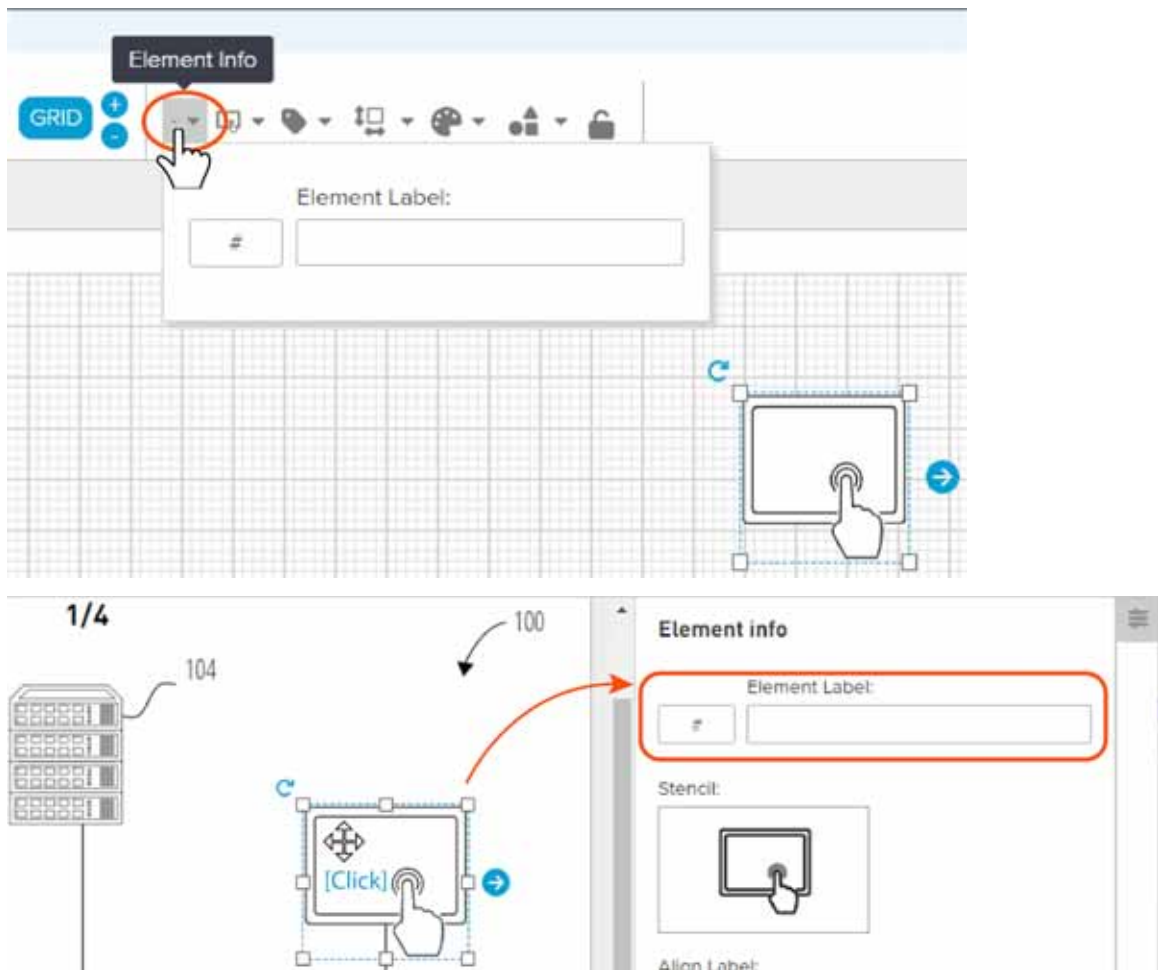 Element Info
GRID
+
-
Element Label:
#
1/4
100
104
[Click]
Element info
Element Label:
#
Stencil:
Align Label: